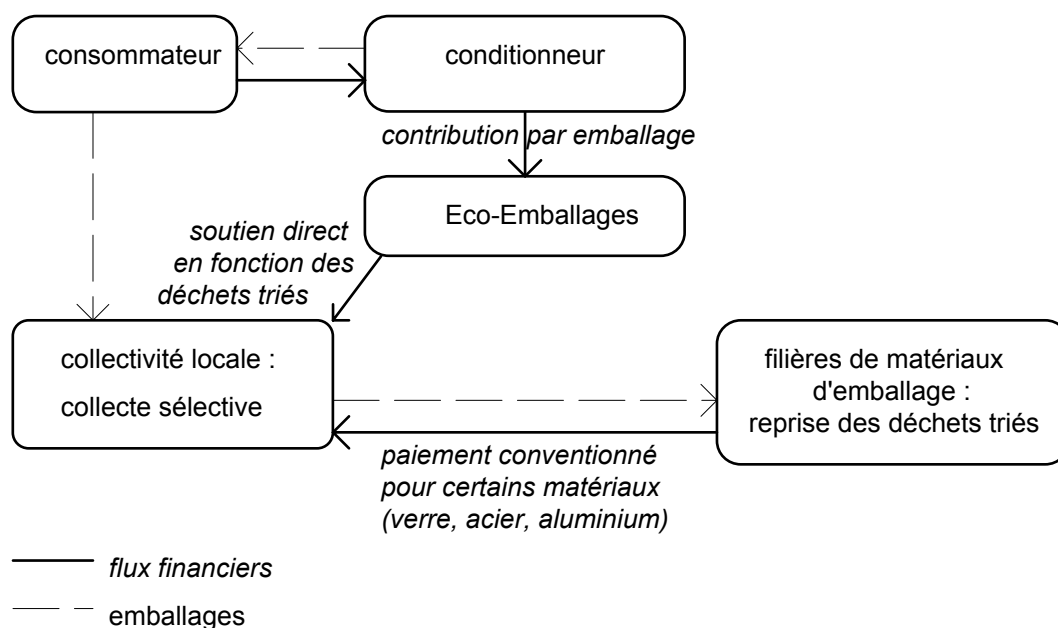 consommateur
conditionneur
contribution par emballage
Eco-Emballages
soutien direct
en fonction des
déchets triés
collectivité locale :
collecte sélective
filières de matériaux
d'emballage :
reprise des déchets triés
paiement conventionné
pour certains matériaux
(verre, acier, aluminium)
flux financiers
emballages